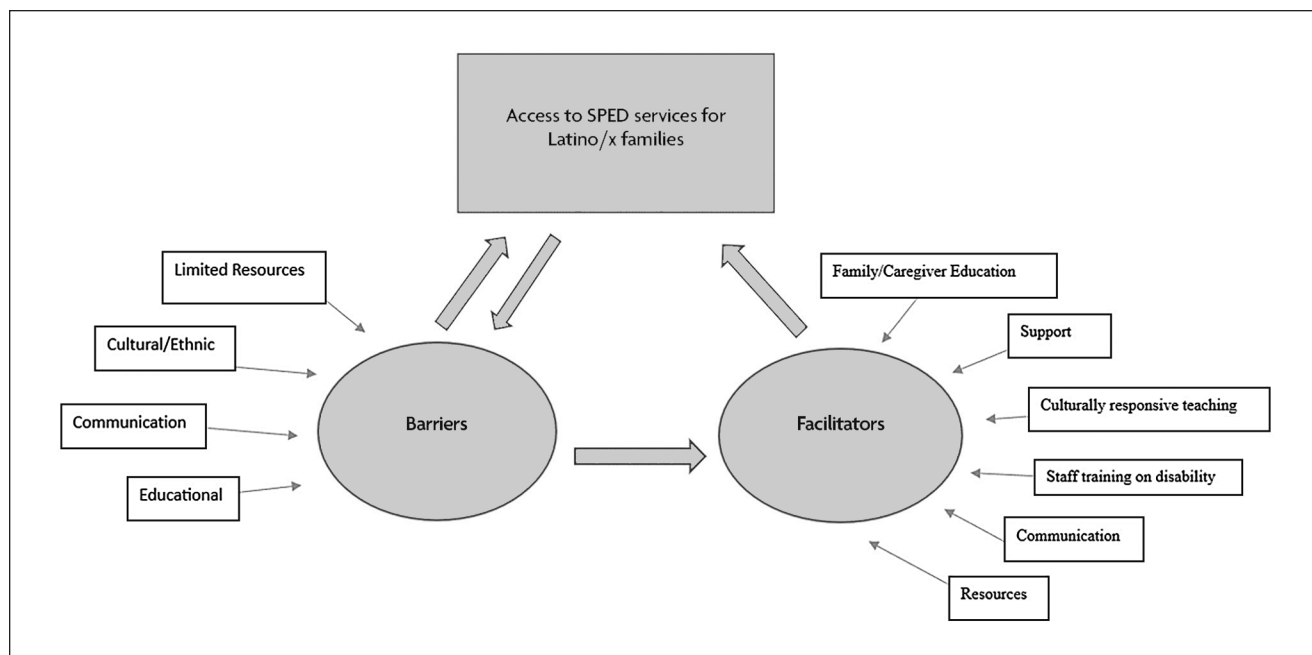 Access to SPED services for
Latino/x families
Limited Resources
Cultural/Ethnic
Communication
Educational
Barriers
Facilitators
Family/Caregiver Education
Support
Culturally responsive teaching
Staff training on disability
Communication
Resources